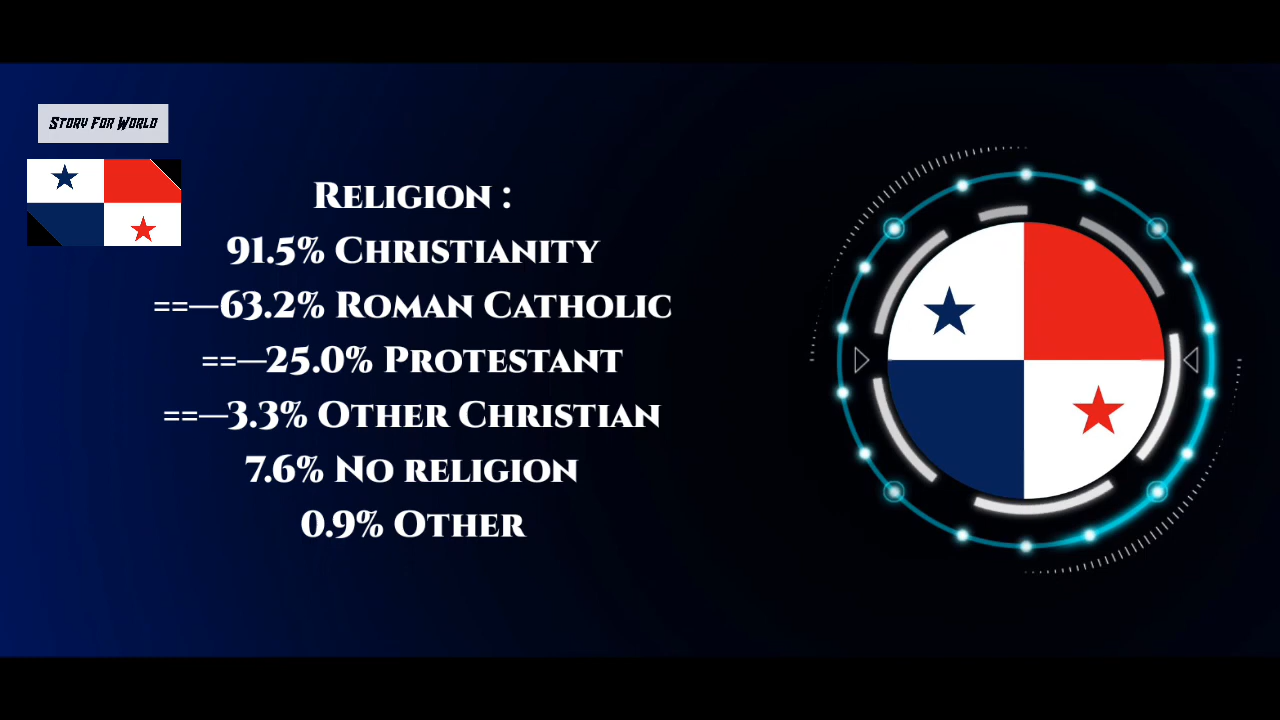 Story For World
Religion :
91.5% Christianity
==—63.2% Roman Catholic
==—25.0% Protestant
==—3.3% Other Christian
7.6% No religion
0.9% Other